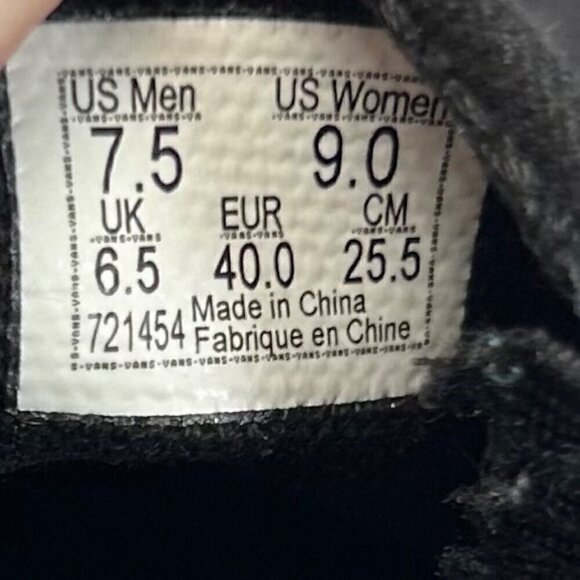 US Men US Women
7.5 9.0
UK EUR CM
6.5 40.0 25.5
721454 Made in China
Fabrique en Chine